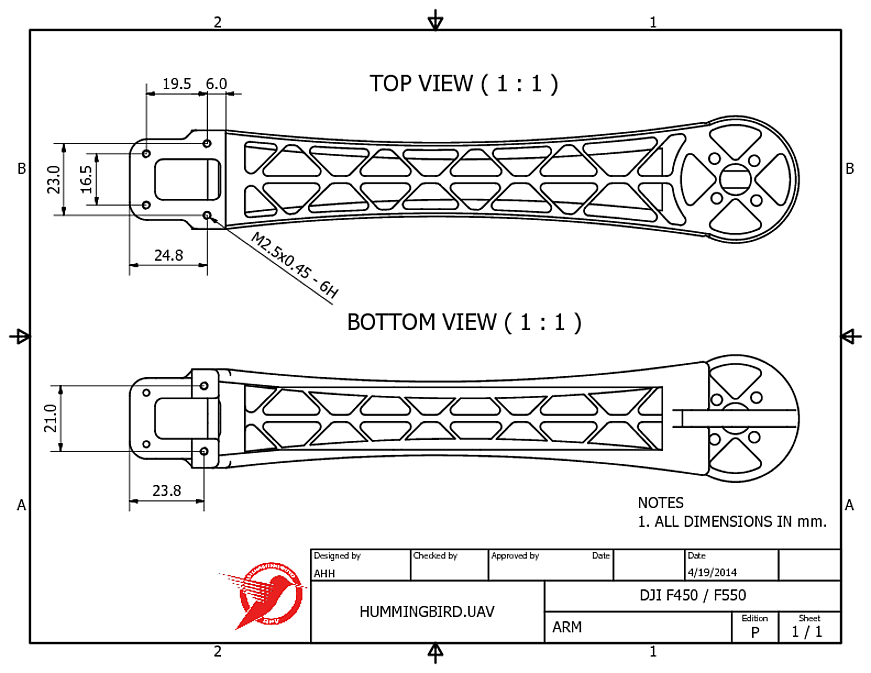 2 1
TOP VIEW ( 1 : 1 )
19.5 6.0
B B
23.0
16.5
24.8
M2.5x0.45 - 6H
BOTTOM VIEW ( 1 : 1 )
21.0
23.8
A A
NOTES
1. ALL DIMENSIONS IN mm.
Designed by Checked by Approved by Date Date
AHH 4/19/2014
HUMMINGBIRD.UAV
DJI F450 / F550
ARM
Edition Sheet
P 1 / 1
2 1